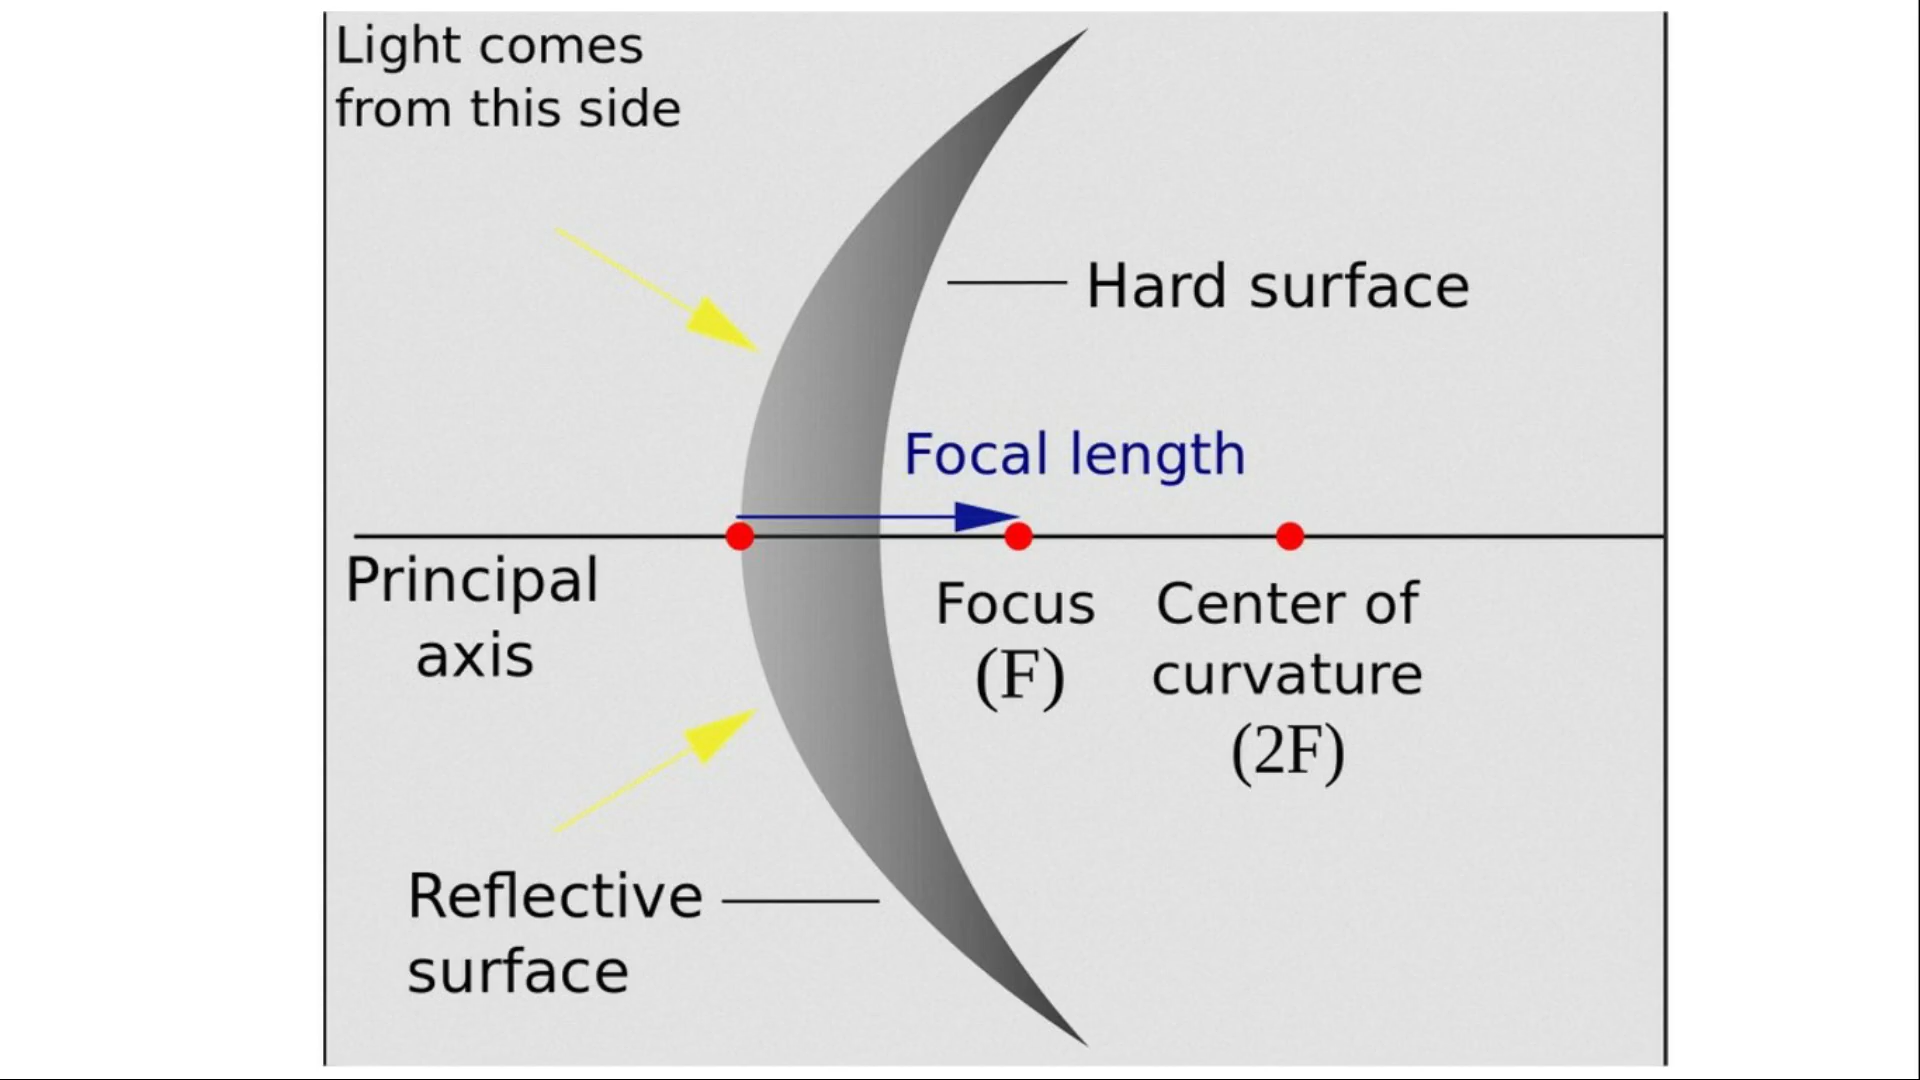 Light comes
from this side
Hard surface
Focal length
Principal
axis
Focus
(F)
Center of
curvature
(2F)
Reflective
surface